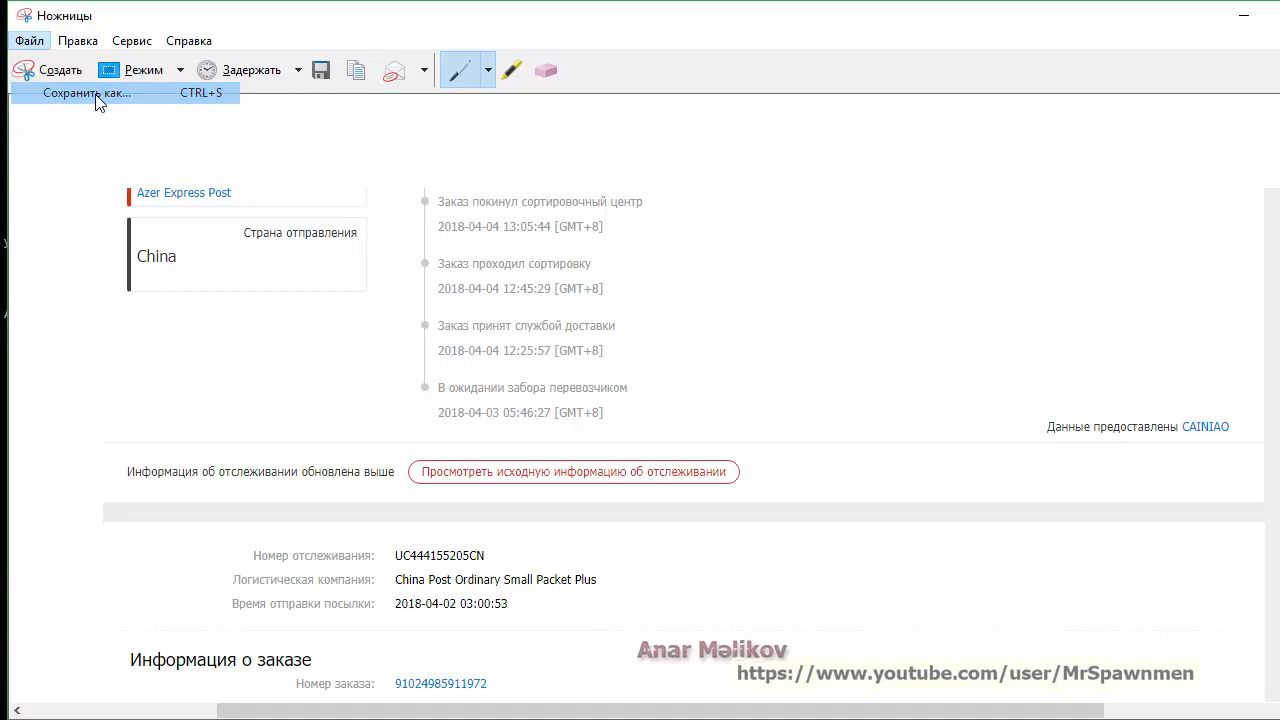 Ножницы
Файл Правка Сервис Справка
Создать Режим Задержать
Сохранить как... CTRL+S
Azer Express Post
Страна отправления
China
Заказ покинул сортировочный центр
2018-04-04 13:05:44 [GMT+8]
Заказ проходил сортировку
2018-04-04 12:45:29 [GMT+8]
Заказ принят службой доставки
2018-04-04 12:25:57 [GMT+8]
В ожидании забора перевозчиком
2018-04-03 05:46:27 [GMT+8]
Данные предоставлены CAINIAO
Информация об отслеживании обновлена выше Просмотреть исходную информацию об отслеживании
Номер отслеживания: UC444155205CN
Логистическая компания: China Post Ordinary Small Packet Plus
Время отправки посылки: 2018-04-02 03:00:53
Anar Məlikov
https://www.youtube.com/user/MrSpawnmen
Информация о заказе
Номер заказа: 91024985911972